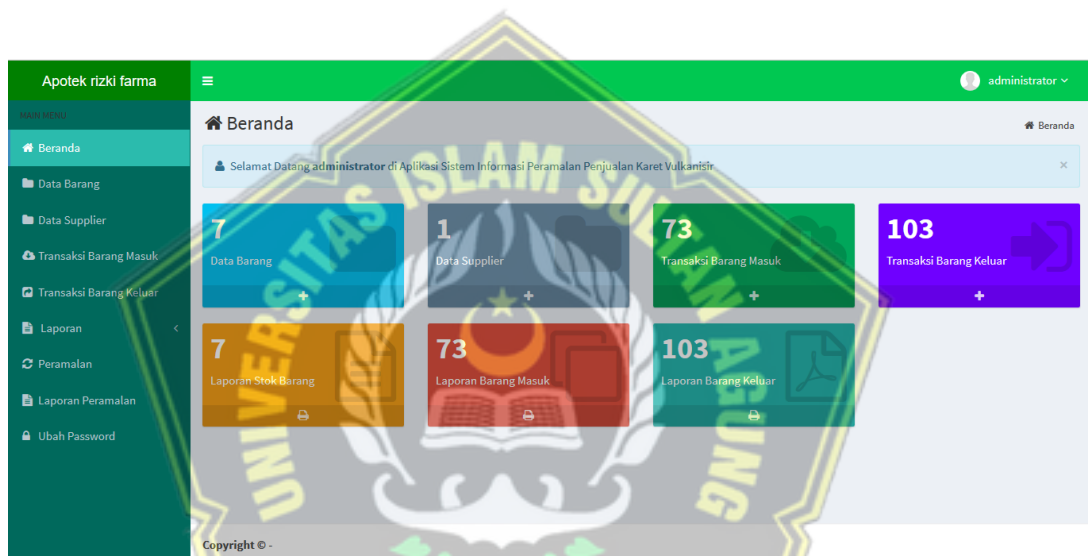 Apotek rizki farma
administrator
MAIN MENU
Beranda
Data Barang
Data Supplier
Transaksi Barang Masuk
Transaksi Barang Keluar
Laporan
Peramalan
Laporan Peramalan
Ubah Password
Beranda
Beranda
Selamat Datang administrator di Aplikasi Sistem Informasi Peramalan Penjualan Karet Vulkanisir
×
7
Data Barang
1
Data Supplier
73
Transaksi Barang Masuk
103
Transaksi Barang Keluar
7
Laporan Stok Barang
73
Laporan Barang Masuk
103
Laporan Barang Keluar
Copyright © -
UNIVERSITAS ISLAM SULTAN AGUNG